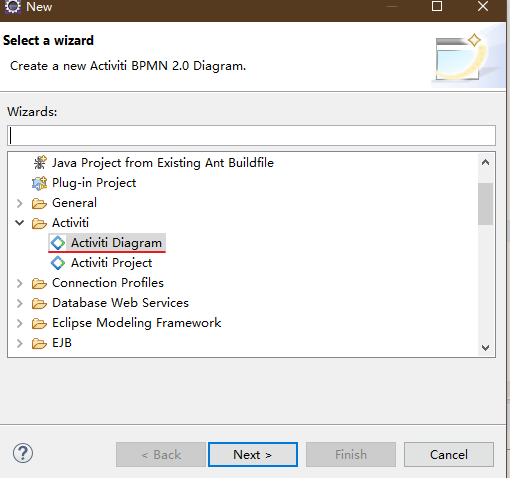 New
Select a wizard
Create a new Activiti BPMN 2.0 Diagram.
Wizards:
Java Project from Existing Ant Buildfile
Plug-in Project
General
Activiti
Activiti Diagram
Activiti Project
Connection Profiles
Database Web Services
Eclipse Modeling Framework
EJB
?
< Back
Next >
Finish
Cancel